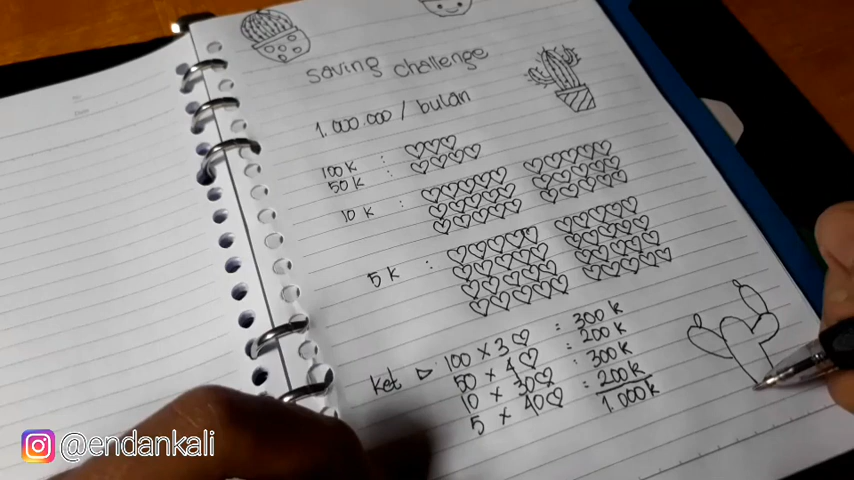 saving challenge
1.000.000 / bulan
100 K :
50 K :
10 K :
5 K :
Ket ▷ 100 x 3 ♡ = 300 k
50 x 4 ♡ = 200 k
10 x 30 ♡ = 300 k
5 x 40 ♡ = 200 k
1.000 k
@endankali